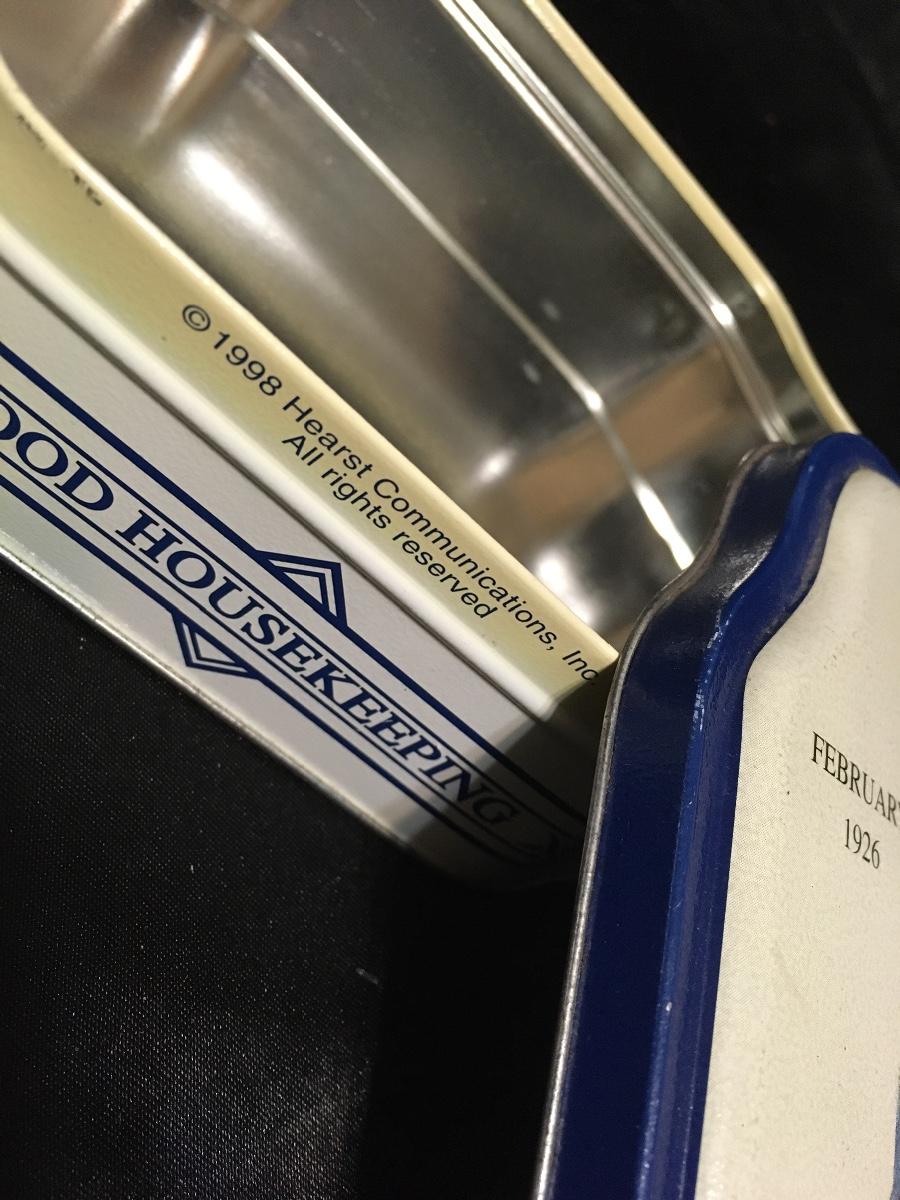 © 1998 Hearst Communications, Inc.
All rights reserved
OOD HOUSEKEEPING
FEBRUARY
1926